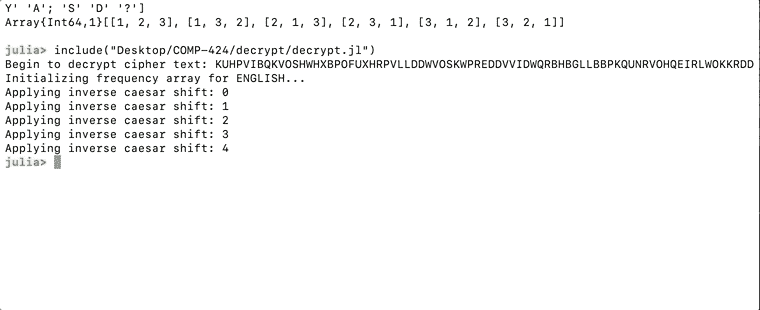 Y' 'A'; 'S' 'D' '?']
Array{Int64,1}[[1, 2, 3], [1, 3, 2], [2, 1, 3], [2, 3, 1], [3, 1, 2], [3, 2, 1]]
julia> include("Desktop/COMP-424/decrypt/decrypt.jl")
Begin to decrypt cipher text: KUHPVIBQKVOSHWHXBPOFUXHRPVLLDDWVOSKWPREDDVVIDWQRBHBGLLBBPKQUNRVOHQEIRLWOKKRDD
Initializing frequency array for ENGLISH...
Applying inverse caesar shift: 0
Applying inverse caesar shift: 1
Applying inverse caesar shift: 2
Applying inverse caesar shift: 3
Applying inverse caesar shift: 4
julia>